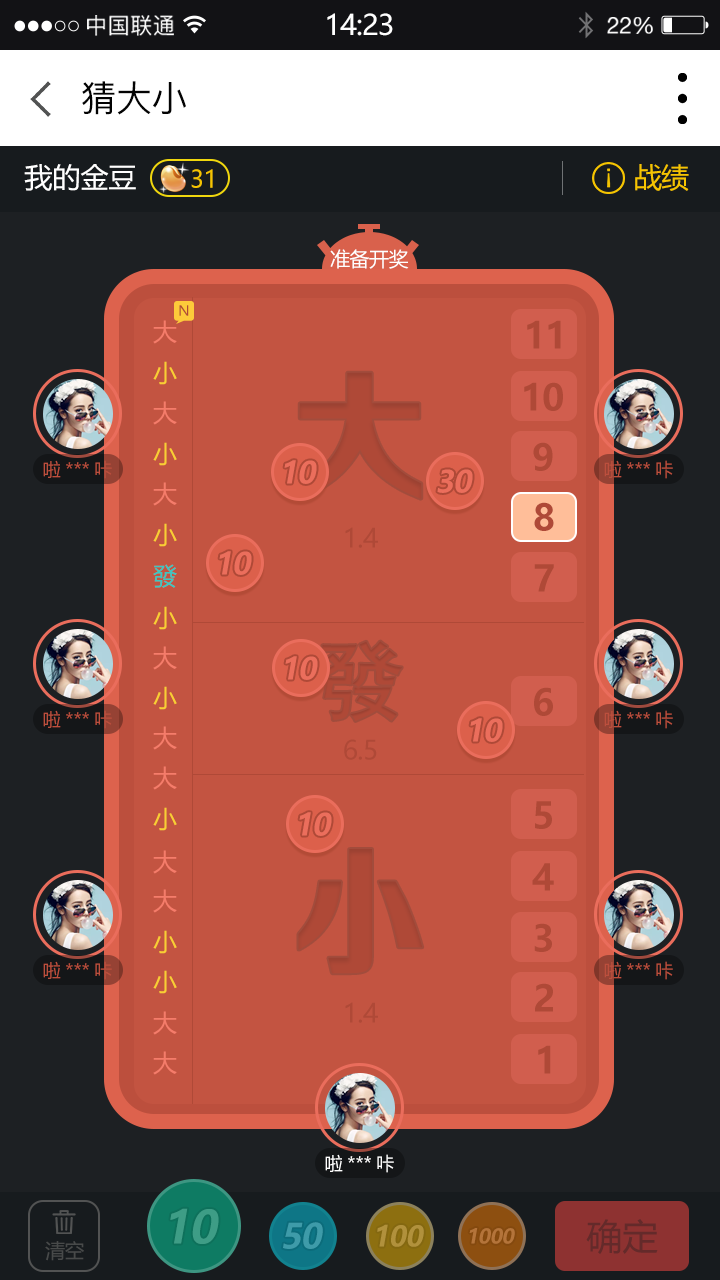 中国联通 14:23 22%
猜大小
我的金豆 31 战绩
准备开奖
N
大
小
大
小
大
小
發
小
大
小
大
大
小
大
大
小
小
大
大
大
1.4
10
30
10
發
6.5
10
10
小
1.4
10
11
10
9
8
7
6
5
4
3
2
1
啦 *** 咔
啦 *** 咔
啦 *** 咔
啦 *** 咔
啦 *** 咔
啦 *** 咔
啦 *** 咔
清空 10 50 100 1000 确定